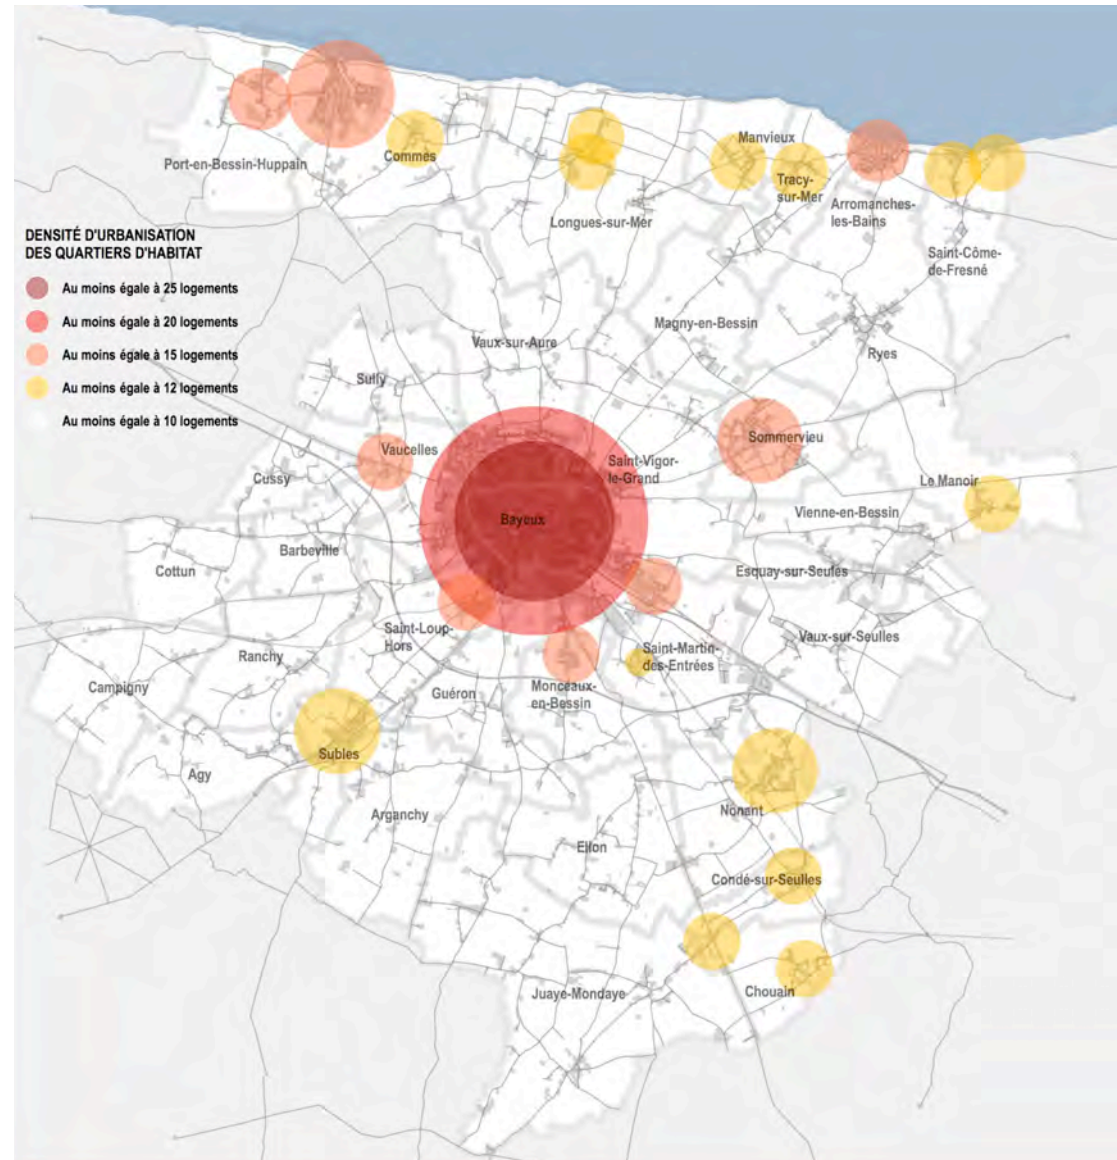 Port-en-Bessin-Huppain
Commes
Manvieux
Tracy-
sur-Mer
Longues-sur-Mer
Arromanches-
les-Bains
Saint-Côme-
de-Fresné
DENSITÉ D'URBANISATION
DES QUARTIERS D'HABITAT
Au moins égale à 25 logements
Au moins égale à 20 logements
Au moins égale à 15 logements
Au moins égale à 12 logements
Au moins égale à 10 logements
Magny-en-Bessin
Vaux-sur-Aure
Ryes
Sully
Vaucelles
Sommervieu
Saint-Vigor-
le-Grand
Cussy
Le Manoir
Vienne-en-Bessin
Bayeux
Barbeville
Cottun
Esquay-sur-Seulles
Saint-Loup-
Hors
Vaux-sur-Seulles
Saint-Martin-
des-Entrées
Ranchy
Campigny
Guéron
Monceaux-
en-Bessin
Subles
Agy
Nonant
Arganchy
Ellon
Condé-sur-Seulles
Juaye-Mondaye
Chouain